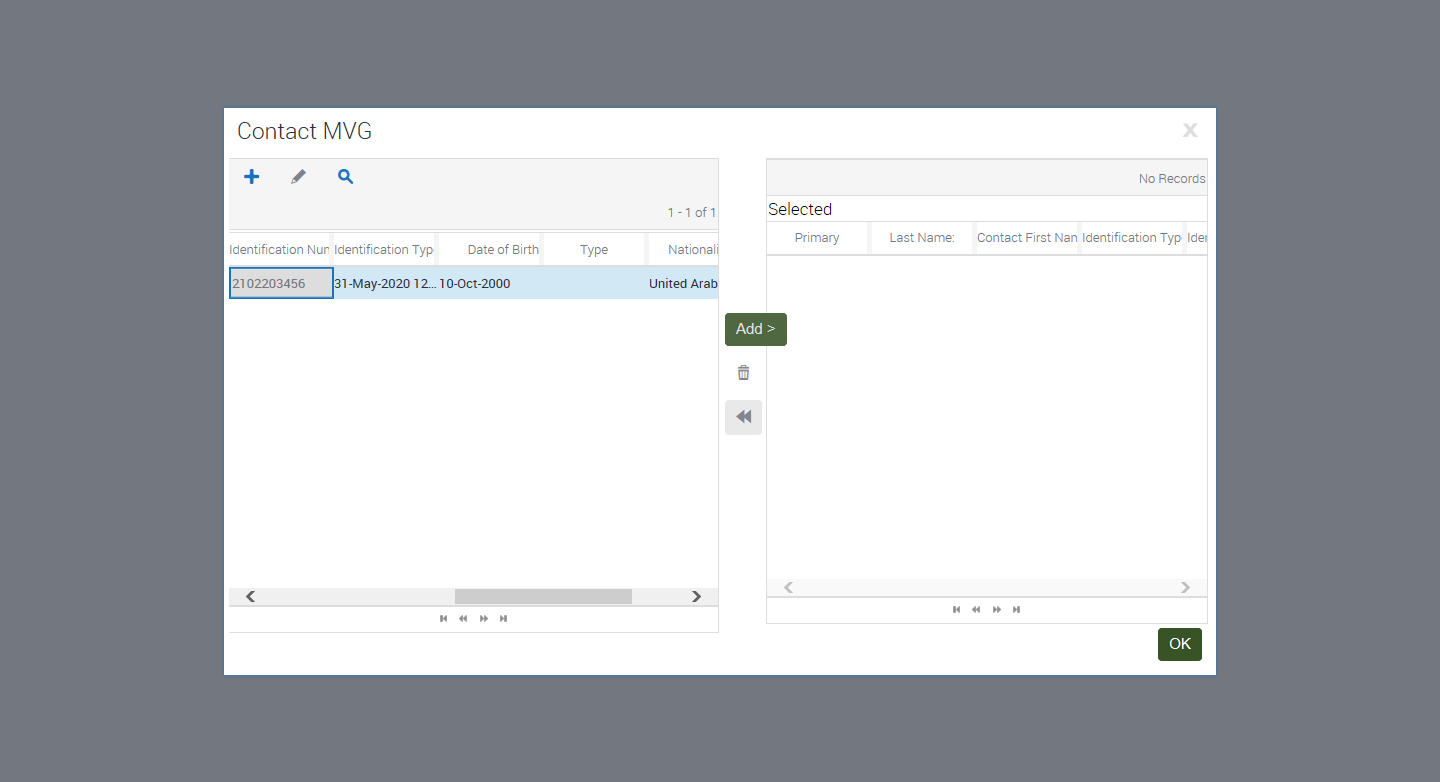 Contact MVG
x
1 - 1 of 1
Identification Nun Identification Typ Date of Birth Type Nationali
2102203456 31-May-2020 12... 10-Oct-2000 United Arab
Add >
No Records
Selected
Primary Last Name: Contact First Nan Identification Typ Ider
OK